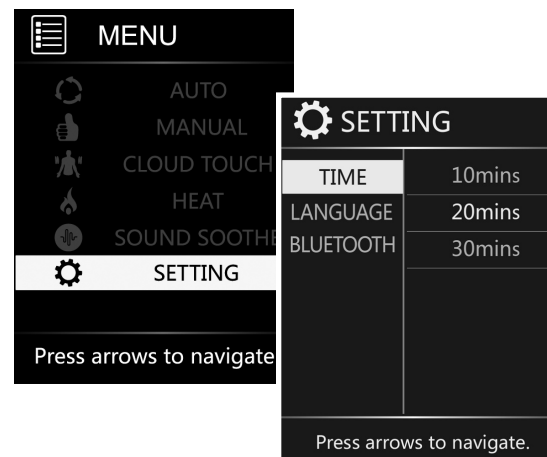 MENU
AUTO
MANUAL
CLOUD TOUCH
HEAT
SOUND SOOTHE
SETTING
Press arrows to navigate
SETTING
TIME
LANGUAGE
BLUETOOTH
10mins
20mins
30mins
Press arrows to navigate.